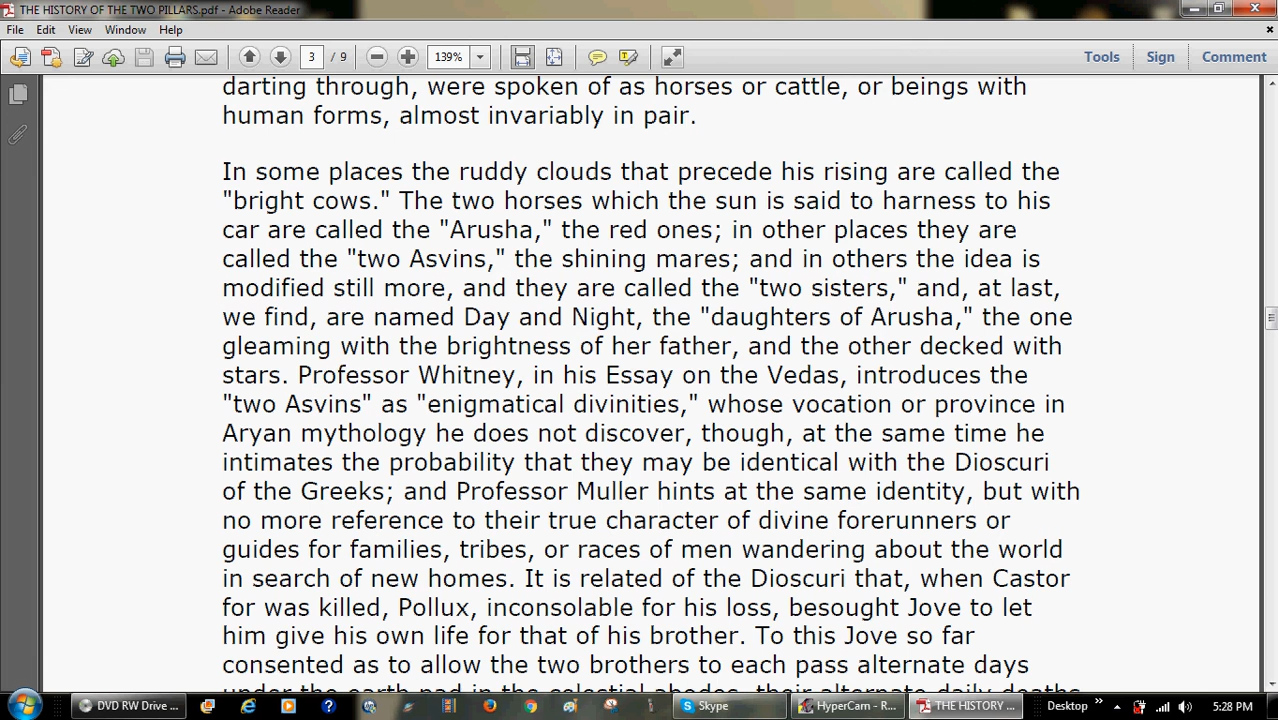 THE HISTORY OF THE TWO PILLARS.pdf - Adobe Reader
File Edit View Window Help
3 / 9 139% Tools Sign Comment
darting through, were spoken of as horses or cattle, or beings with
human forms, almost invariably in pair.
In some places the ruddy clouds that precede his rising are called the
"bright cows." The two horses which the sun is said to harness to his
car are called the "Arusha," the red ones; in other places they are
called the "two Asvins," the shining mares; and in others the idea is
modified still more, and they are called the "two sisters," and, at last,
we find, are named Day and Night, the "daughters of Arusha," the one
gleaming with the brightness of her father, and the other decked with
stars. Professor Whitney, in his Essay on the Vedas, introduces the
"two Asvins" as "enigmatical divinities," whose vocation or province in
Aryan mythology he does not discover, though, at the same time he
intimates the probability that they may be identical with the Dioscuri
of the Greeks; and Professor Muller hints at the same identity, but with
no more reference to their true character of divine forerunners or
guides for families, tribes, or races of men wandering about the world
in search of new homes. It is related of the Dioscuri that, when Castor
for was killed, Pollux, inconsolable for his loss, besought Jove to let
him give his own life for that of his brother. To this Jove so far
consented as to allow the two brothers to each pass alternate days
under the earth nad in the celestial abodes, their alternate daily deaths
DVD RW Drive ... Skype HyperCam - R... THE HISTORY ... Desktop 5:28 PM